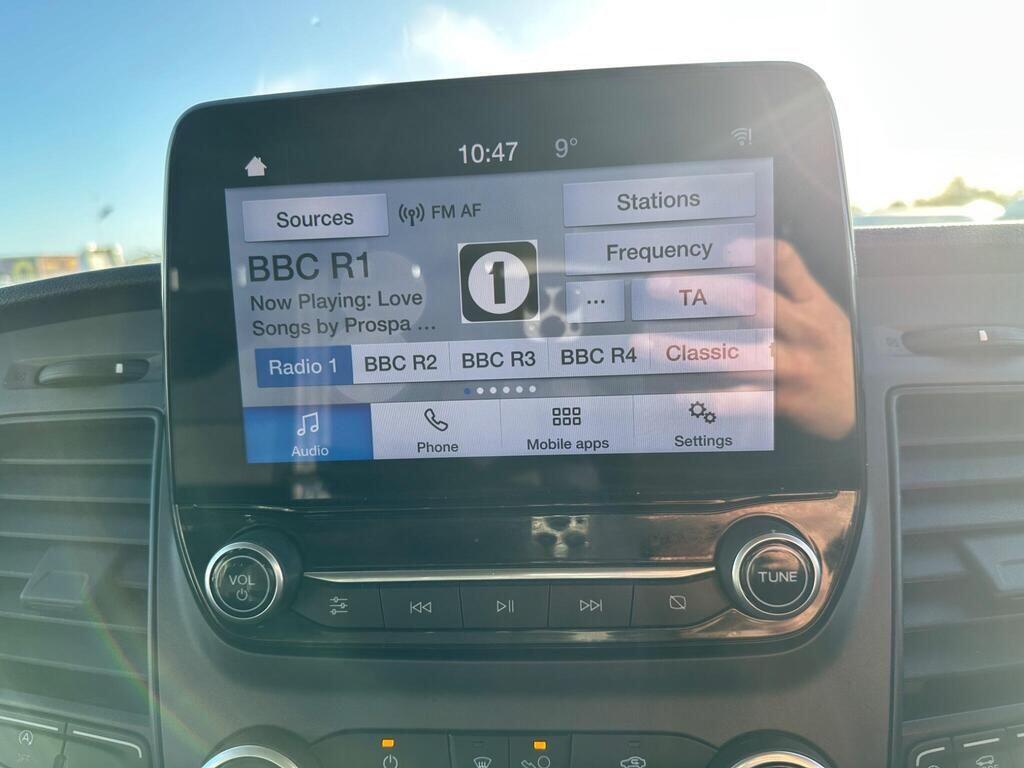 10:47 9°
Sources
FM AF
Stations
BBC R1
1
Frequency
Now Playing: Love
Songs by Prospa ...
...
TA
Radio 1
BBC R2
BBC R3
BBC R4
Classic
Audio
Phone
Mobile apps
Settings
VOL
TUNE
A